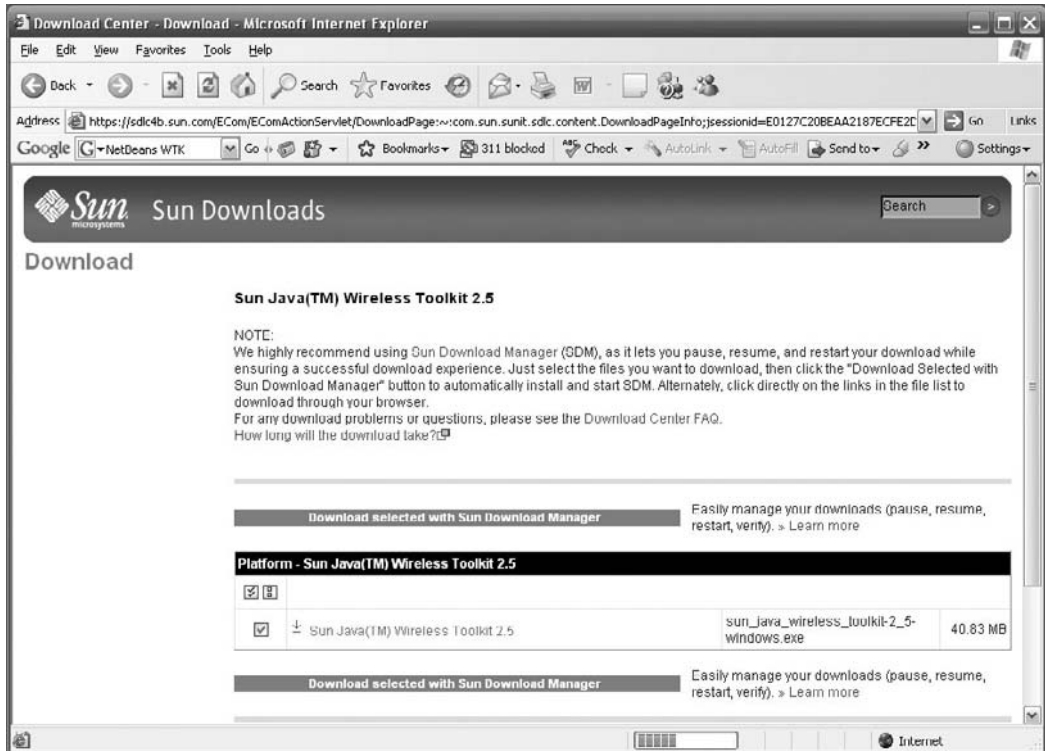 Download Center - Download - Microsoft Internet Explorer
File Edit View Favorites Tools Help
Back Search Favorites
Address https://sdlc4b.sun.com/ECom/EComActionServlet/DownloadPage:~:com.sun.sunit.sdlc.content.DownloadPageInfo;jsessionid=E0127C20BEAA2187ECFE2D Go Links
Google G NetBeans WTK Go Bookmarks 311 blocked ABC Check AutoLink AutoFill Send to » Settings
Sun microsystems Sun Downloads Search >
Download
Sun Java(TM) Wireless Toolkit 2.5
NOTE:
We highly recommend using Sun Download Manager (SDM), as it lets you pause, resume, and restart your download while
ensuring a successful download experience. Just select the files you want to download, then click the "Download Selected with
Sun Download Manager" button to automatically install and start SDM. Alternately, click directly on the links in the file list to
download through your browser.
For any download problems or questions, please see the Download Center FAQ.
How long will the download take?
Download selected with Sun Download Manager
Easily manage your downloads (pause, resume,
restart, verify). » Learn more
Platform - Sun Java(TM) Wireless Toolkit 2.5
Sun Java(TM) Wireless Toolkit 2.5
sun_java_wireless_toolkit-2_5-
windows.exe
40.83 MB
Download selected with Sun Download Manager
Easily manage your downloads (pause, resume,
restart, verify). » Learn more
Internet